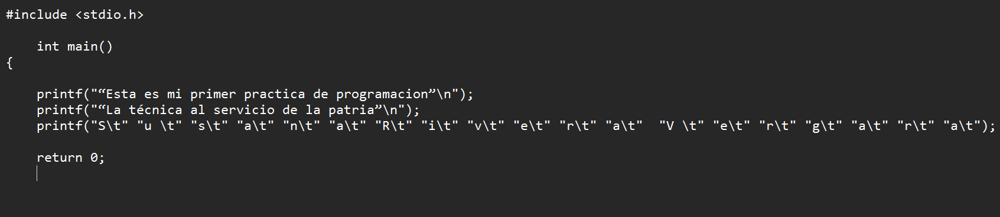 #include <stdio.h>
int main()
{
printf("“Esta es mi primer practica de programacion”\n");
printf("“La técnica al servicio de la patria”\n");
printf("S\t" "u \t" "s\t" "a\t" "n\t" "a\t" "R\t" "i\t" "v\t" "e\t" "r\t" "a\t"  "V \t" "e\t" "r\t" "g\t" "a\t" "r\t" "a\t");
return 0;